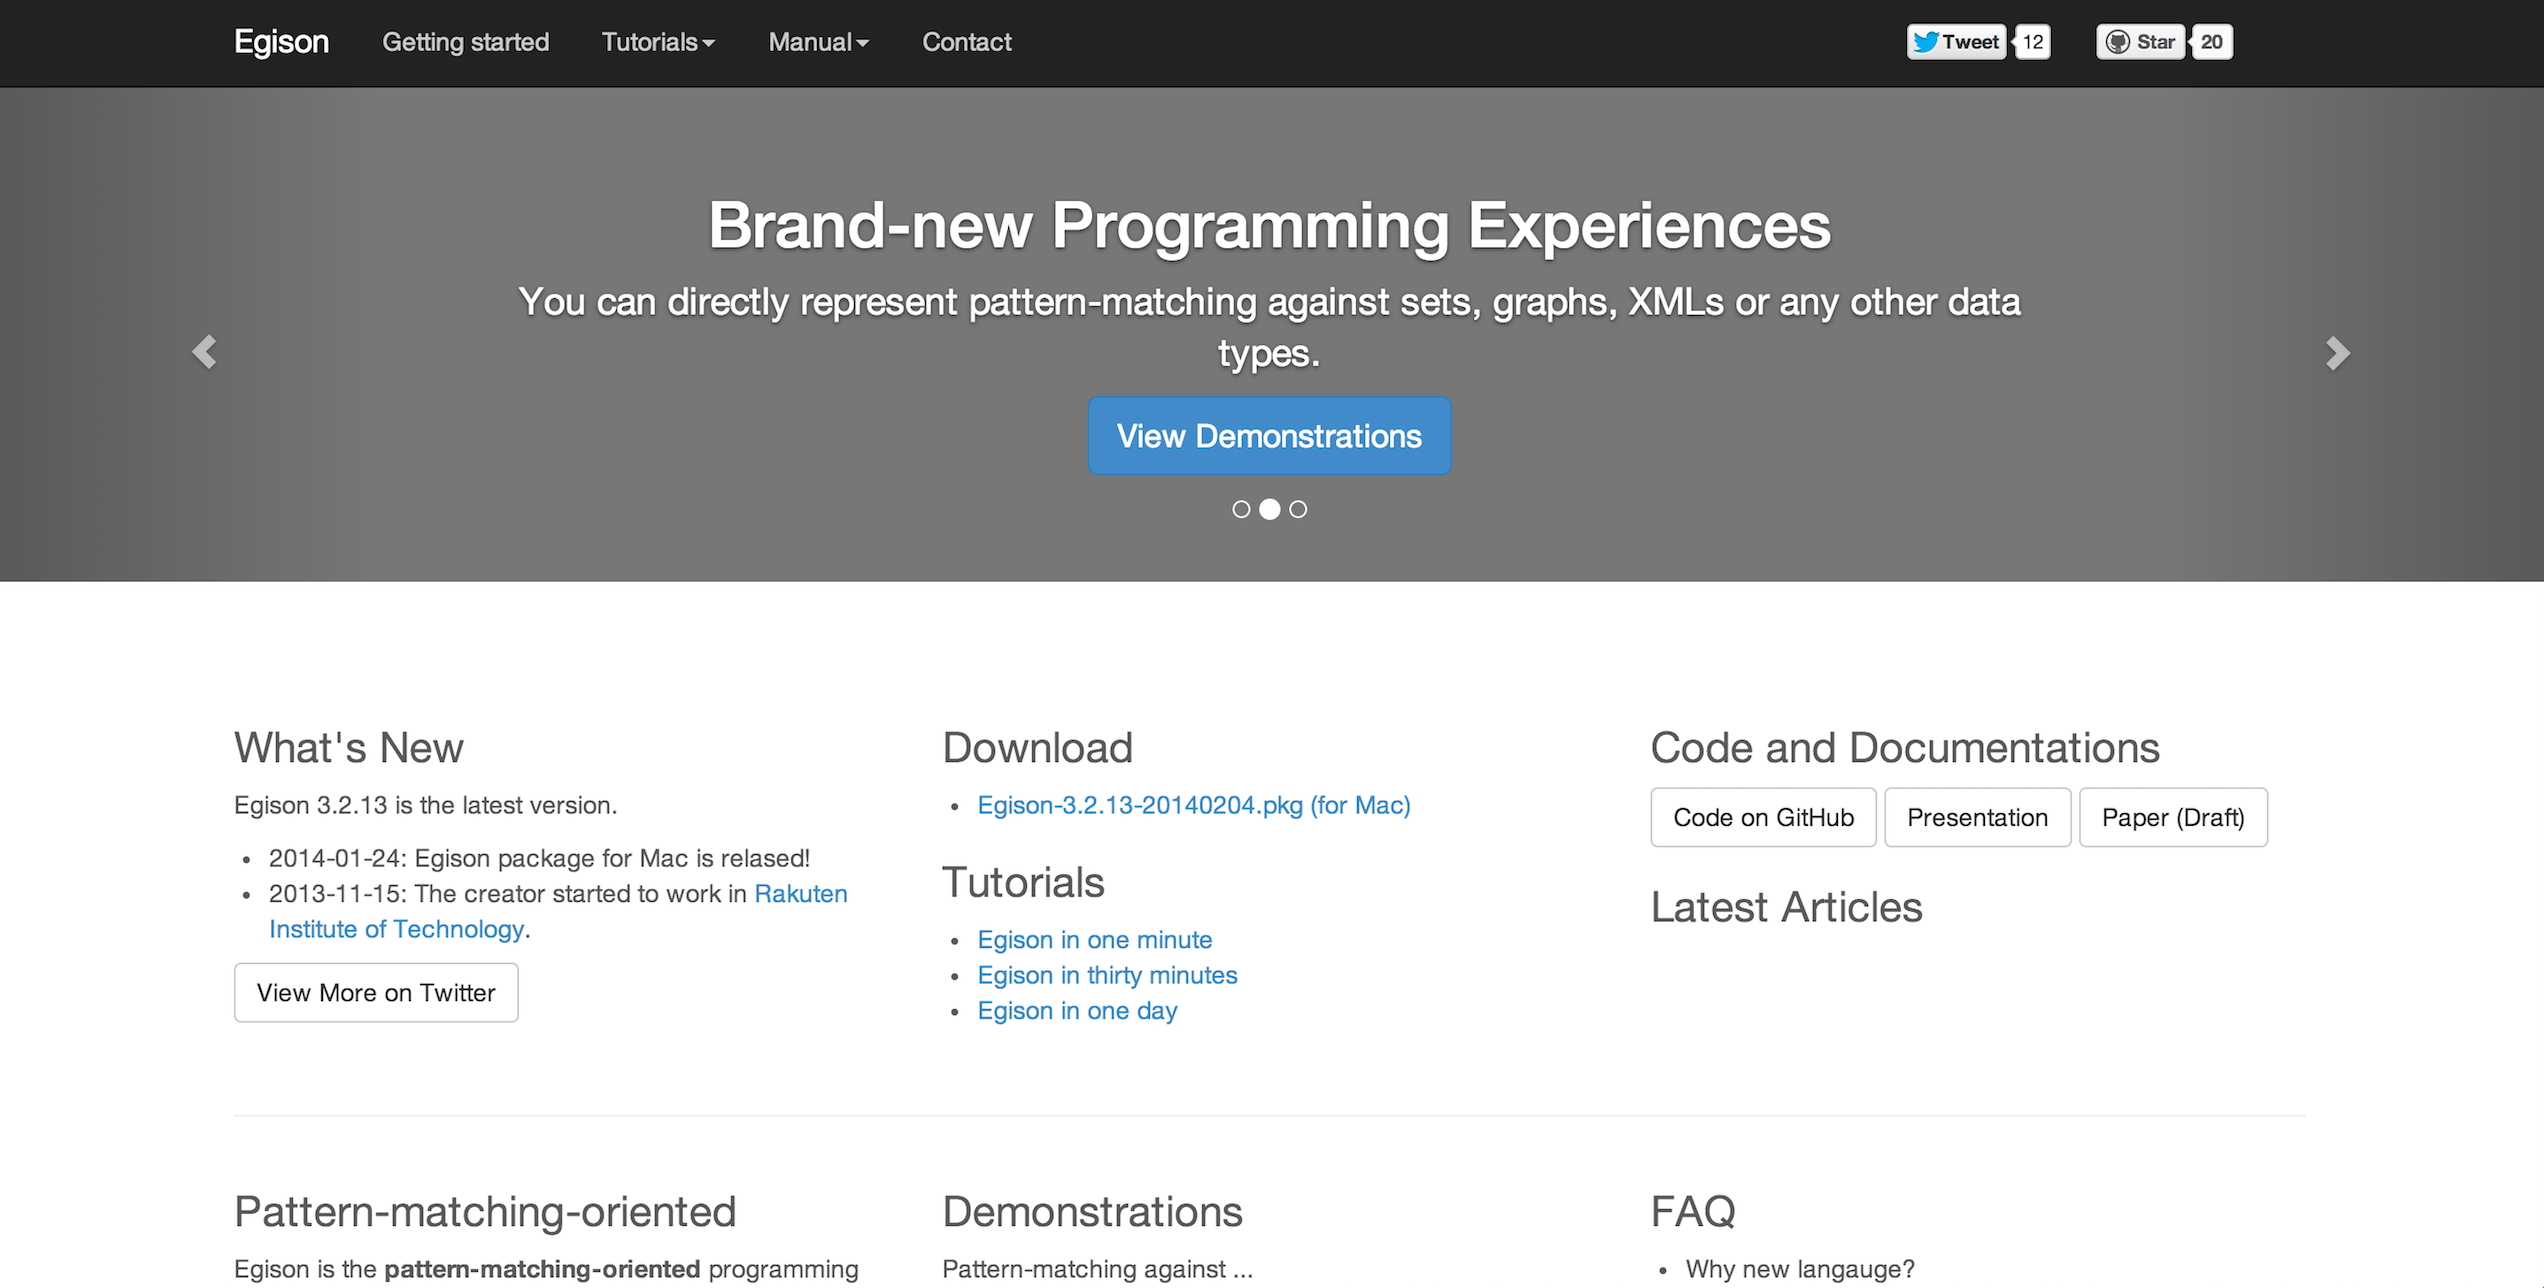 Egison Getting started Tutorials Manual Contact Tweet 12 Star 20
Brand-new Programming Experiences
You can directly represent pattern-matching against sets, graphs, XMLs or any other data
types.
View Demonstrations
What's New
Egison 3.2.13 is the latest version.
2014-01-24: Egison package for Mac is relased!
2013-11-15: The creator started to work in Rakuten
Institute of Technology.
View More on Twitter
Download
Egison-3.2.13-20140204.pkg (for Mac)
Tutorials
Egison in one minute
Egison in thirty minutes
Egison in one day
Code and Documentations
Code on GitHub Presentation Paper (Draft)
Latest Articles
Pattern-matching-oriented
Egison is the pattern-matching-oriented programming
Demonstrations
Pattern-matching against ...
FAQ
Why new langauge?